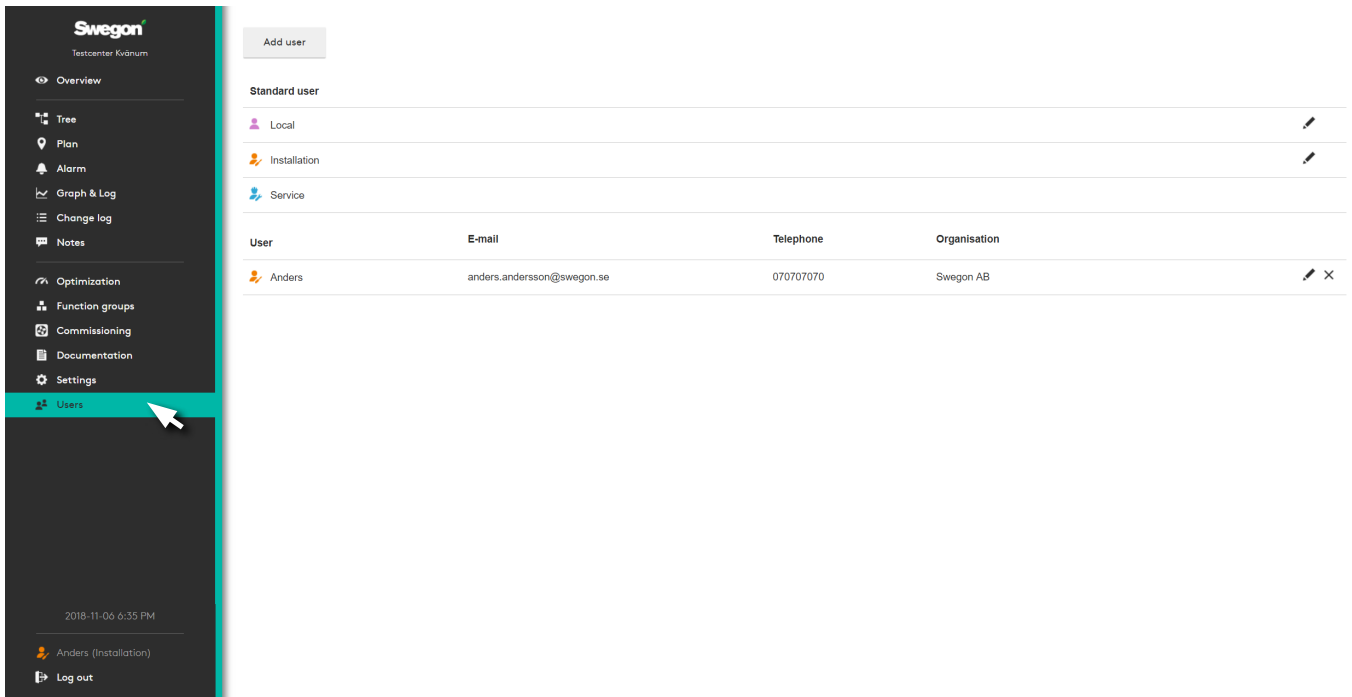 Swegon
Testcenter Kvänum
Overview
Tree
Plan
Alarm
Graph & Log
Change log
Notes
Optimization
Function groups
Commissioning
Documentation
Settings
Users
2018-11-06 6:35 PM
Anders (Installation)
Log out
Add user
Standard user
Local
Installation
Service
User E-mail Telephone Organisation
Anders anders.andersson@swegon.se 070707070 Swegon AB